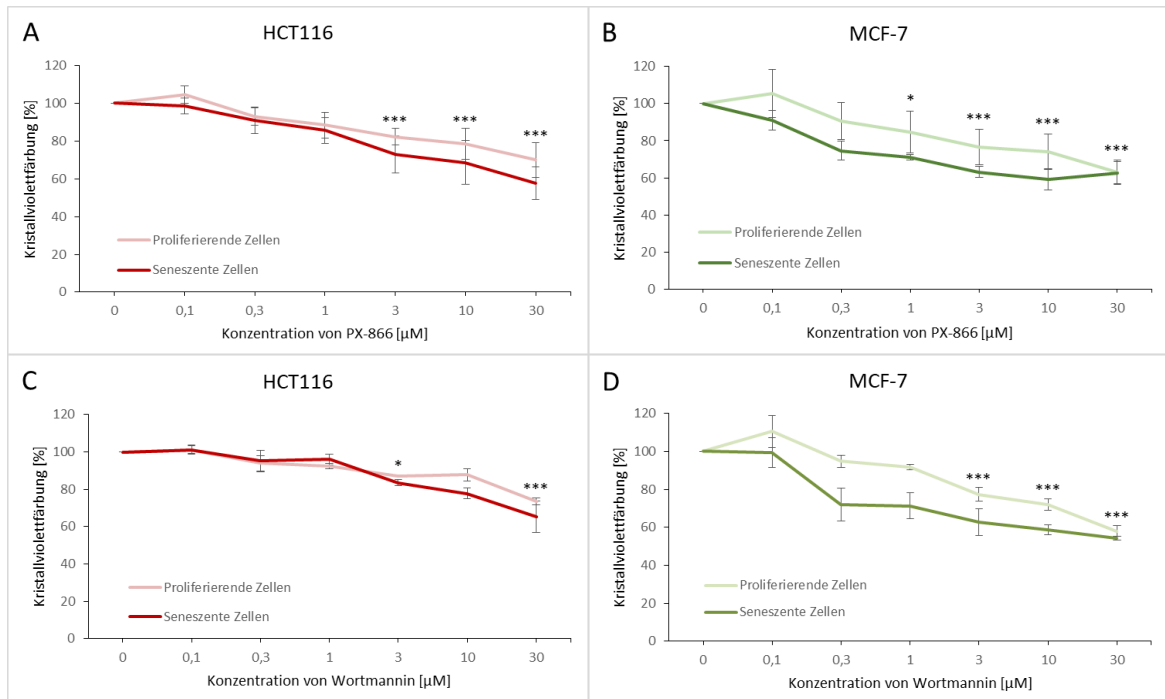 A
HCT116
Kristallviolettfärbung [%]
120
100
80
60
40
20
0
*** *** ***
Proliferierende Zellen
Seneszente Zellen
0 0,1 0,3 1 3 10 30
Konzentration von PX-866 [µM]
B
MCF-7
Kristallviolettfärbung [%]
120
100
80
60
40
20
0
* *** *** ***
Proliferierende Zellen
Seneszente Zellen
0 0,1 0,3 1 3 10 30
Konzentration von PX-866 [µM]
C
HCT116
Kristallviolettfärbung [%]
120
100
80
60
40
20
0
* ***
Proliferierende Zellen
Seneszente Zellen
0 0,1 0,3 1 3 10 30
Konzentration von Wortmannin [µM]
D
MCF-7
Kristallviolettfärbung [%]
120
100
80
60
40
20
0
*** *** ***
Proliferierende Zellen
Seneszente Zellen
0 0,1 0,3 1 3 10 30
Konzentration von Wortmannin [µM]